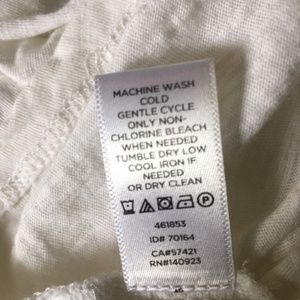 MACHINE WASH
COLD
GENTLE CYCLE
ONLY NON-
CHLORINE BLEACH
WHEN NEEDED
TUMBLE DRY LOW
COOL IRON IF
NEEDED
OR DRY CLEAN
P
461853
ID# 70164
CA#57421
RN#140923